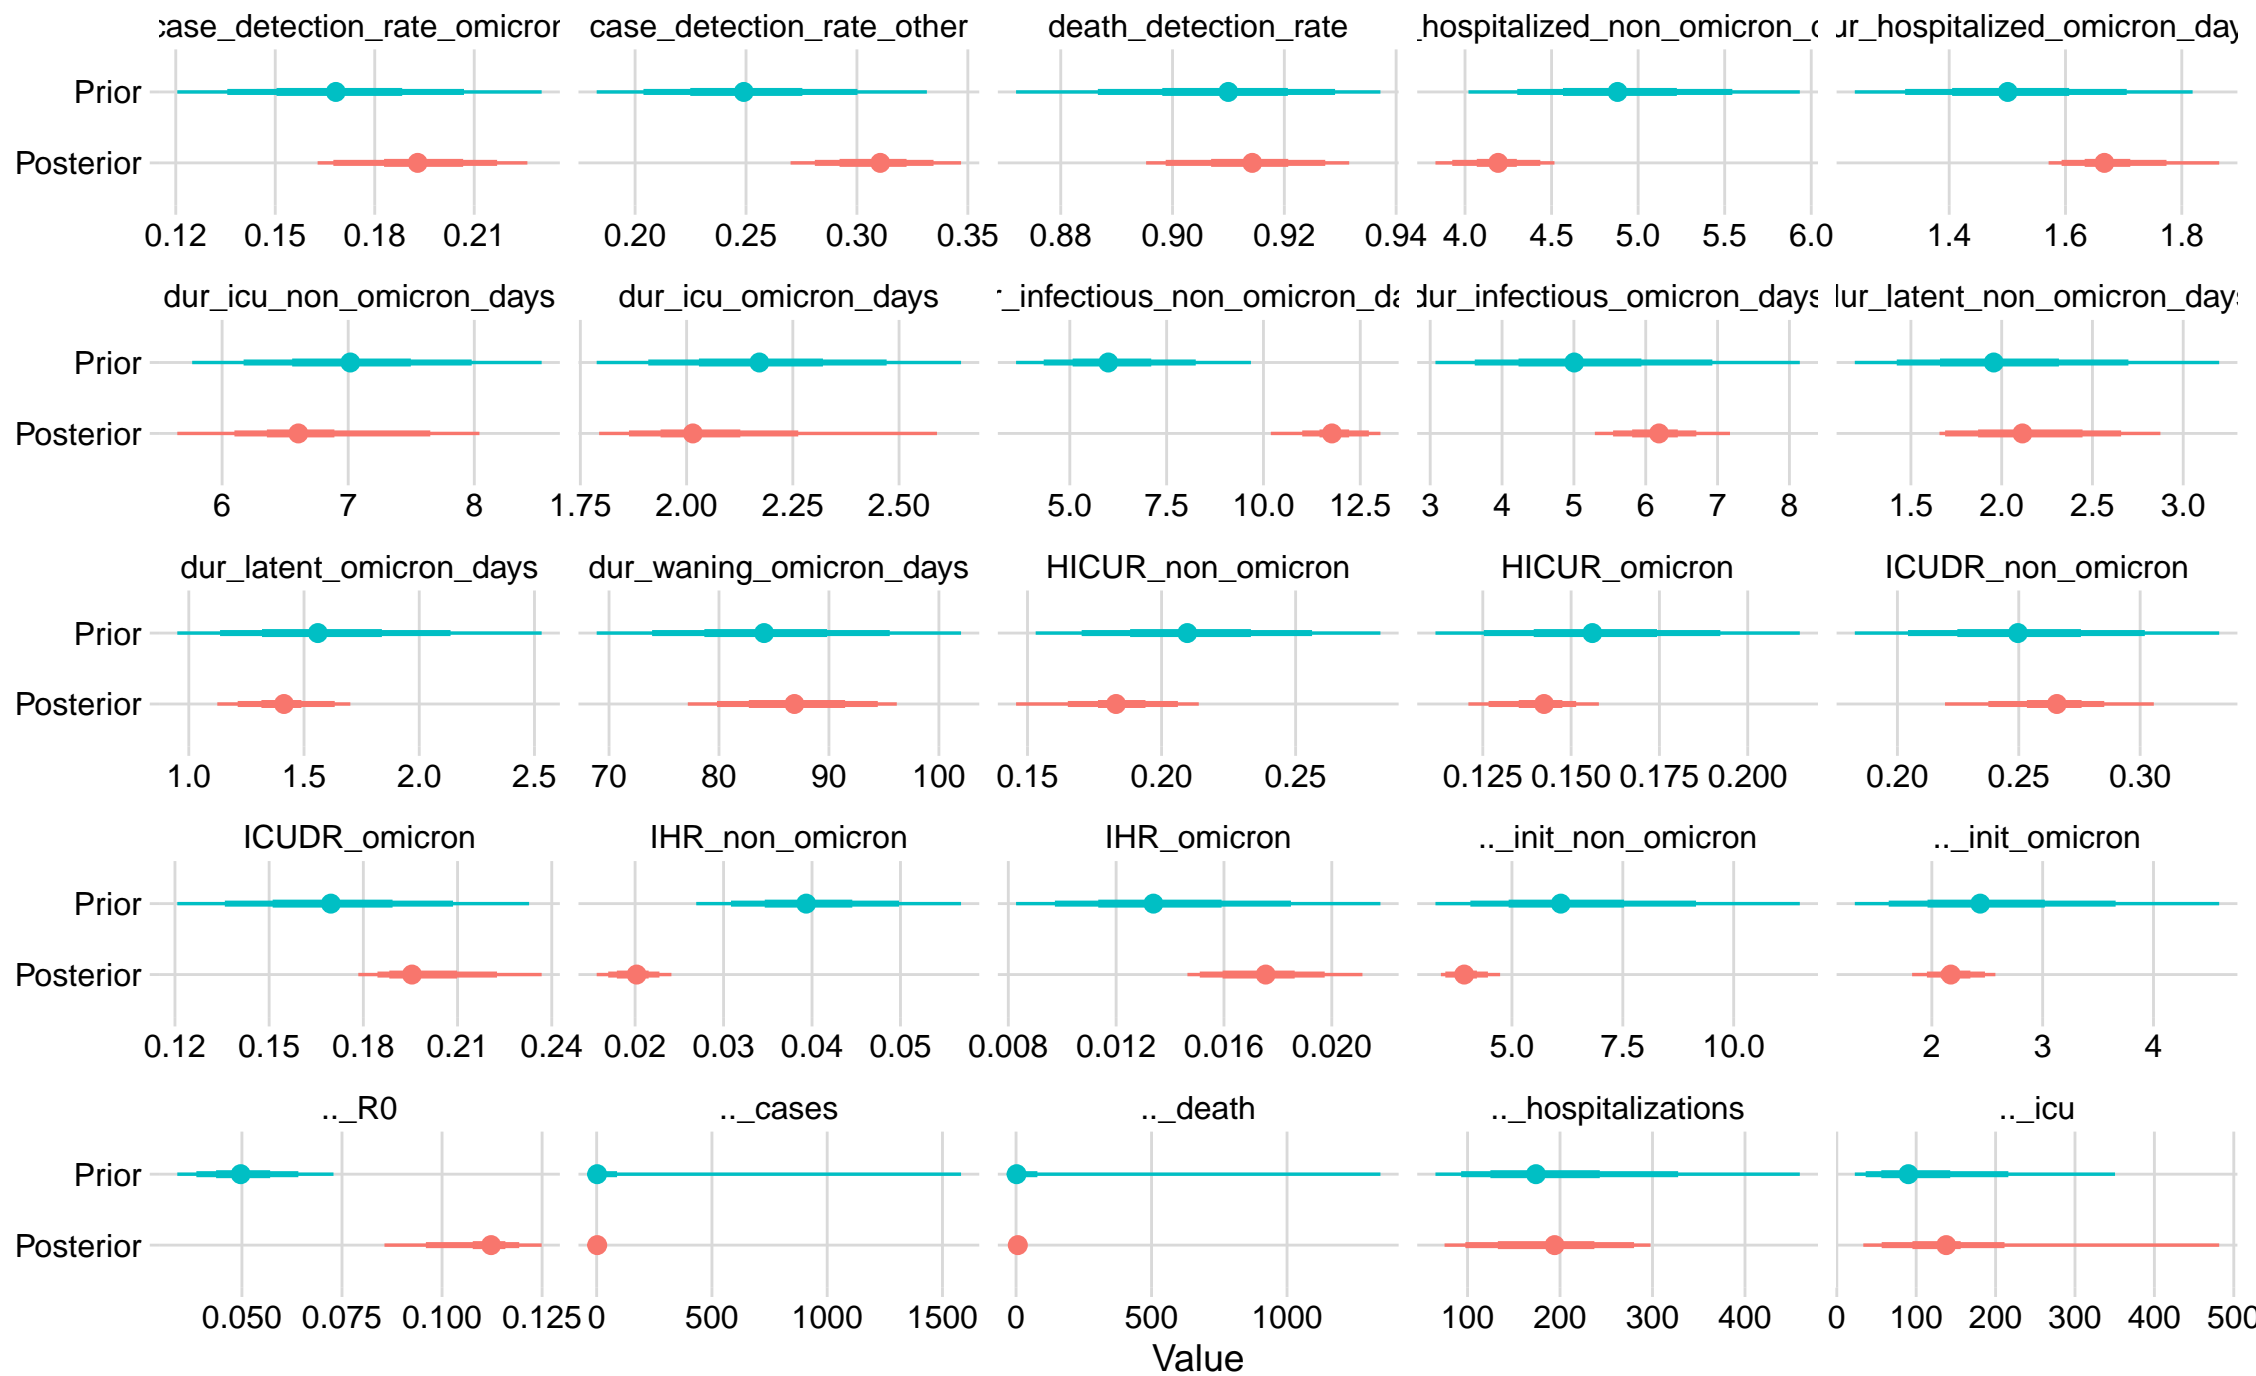 case_detection_rate_omicron case_detection_rate_other death_detection_rate _hospitalized_non_omicron_c ur_hospitalized_omicron_day
Prior
Posterior
0.12 0.15 0.18 0.21 0.20 0.25 0.30 0.35 0.88 0.90 0.92 0.94 4.0 4.5 5.0 5.5 6.0 1.4 1.6 1.8
dur_icu_non_omicron_days dur_icu_omicron_days r_infectious_non_omicron_da dur_infectious_omicron_days dur_latent_non_omicron_days
Prior
Posterior
6 7 8 1.75 2.00 2.25 2.50 5.0 7.5 10.0 12.5 3 4 5 6 7 8 1.5 2.0 2.5 3.0
dur_latent_omicron_days dur_waning_omicron_days HICUR_non_omicron HICUR_omicron ICUDR_non_omicron
Prior
Posterior
1.0 1.5 2.0 2.5 70 80 90 100 0.15 0.20 0.25 0.125 0.150 0.175 0.200 0.20 0.25 0.30
ICUDR_omicron IHR_non_omicron IHR_omicron .._init_non_omicron .._init_omicron
Prior
Posterior
0.12 0.15 0.18 0.21 0.24 0.02 0.03 0.04 0.05 0.008 0.012 0.016 0.020 5.0 7.5 10.0 2 3 4
.._R0 .._cases .._death .._hospitalizations .._icu
Prior
Posterior
0.050 0.075 0.100 0.125 0 500 1000 1500 0 500 1000 100 200 300 400 0 100 200 300 400 500
Value